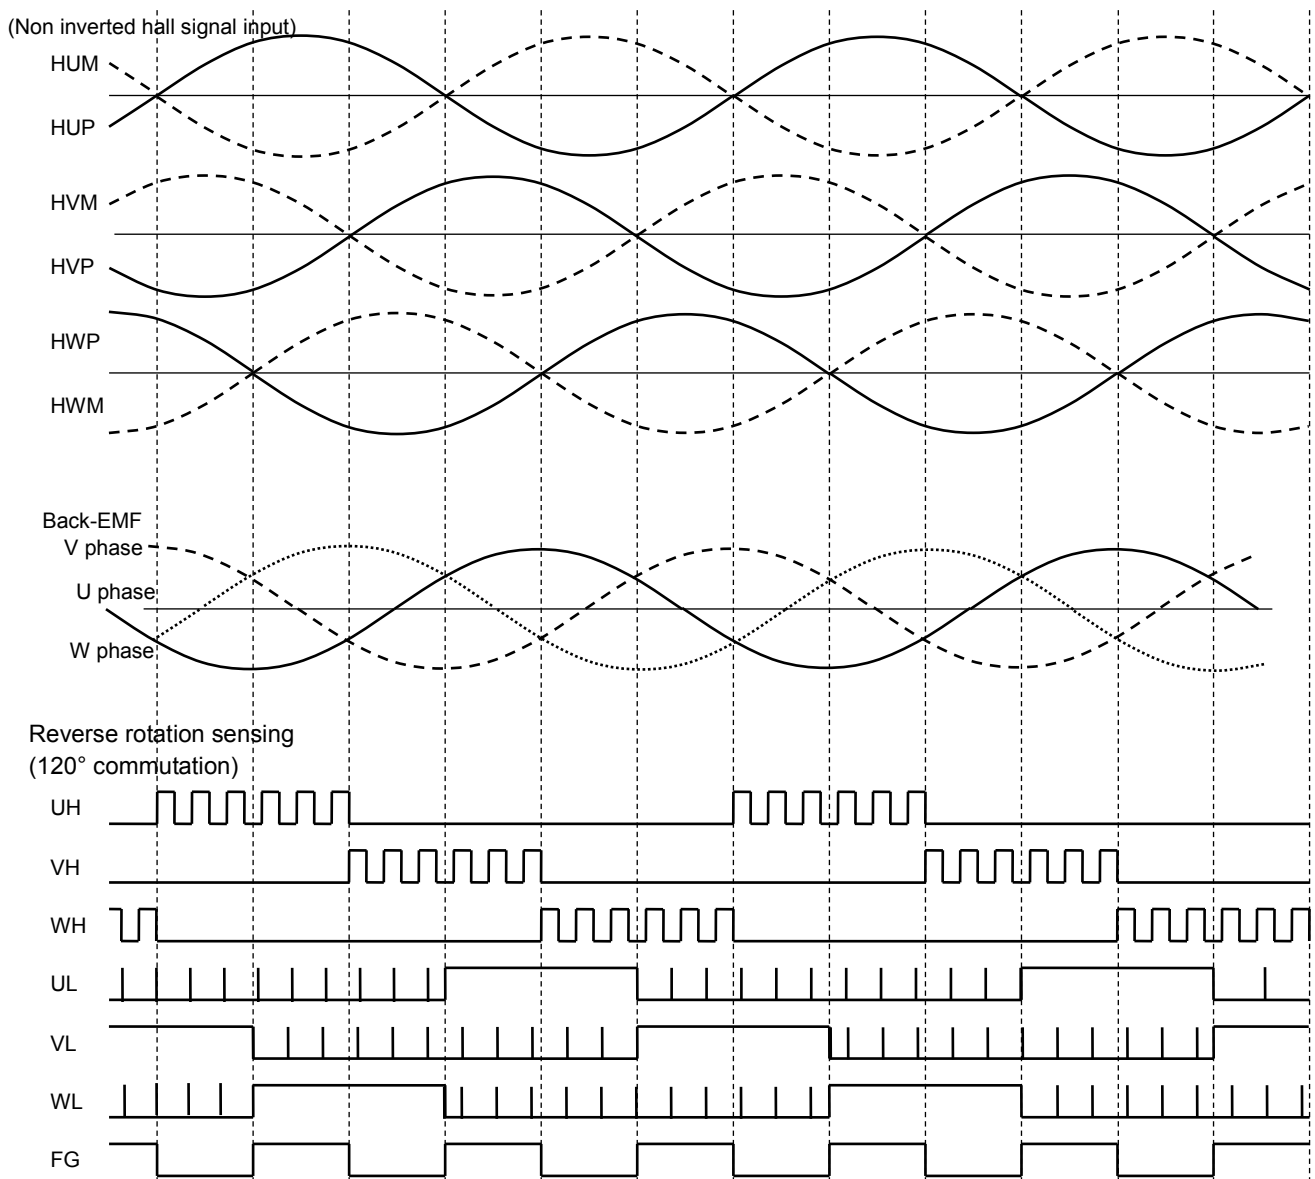 (Non inverted hall signal input)
HUM
HUP
HVM
HVP
HWP
HWM
Back-EMF
V phase
U phase
W phase
Reverse rotation sensing
(120° commutation)
UH
VH
WH
UL
VL
WL
FG